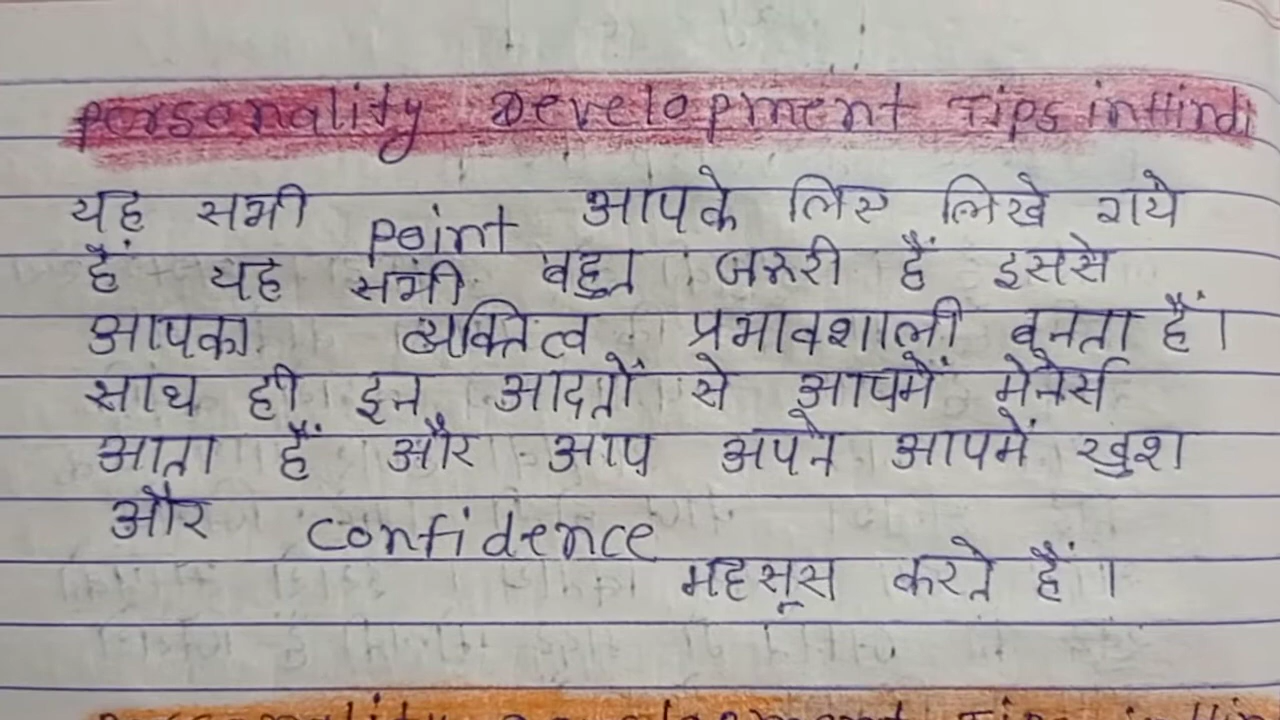 Personality Development Tips in Hindi
यह सभी point आपके लिए लिखे गये
हैं यह सभी बहुत जरूरी हैं इससे
आपका व्यक्तित्व प्रभावशाली बनता हैं।
साथ ही इन आदतों से आपमें मेनेर्स
आता हैं और आप अपने आपमें खुश
और confidence
महसूस करते हैं।